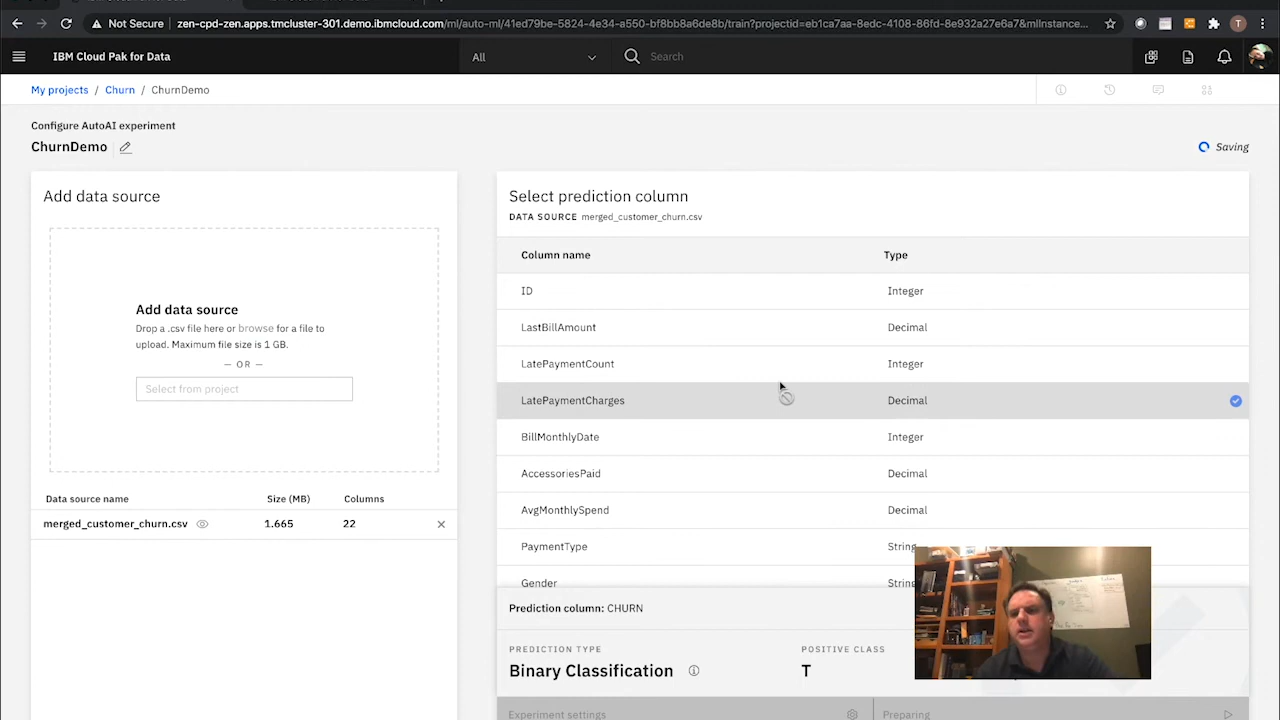 Not Secure
zen-cpd-zen.apps.tmcluster-301.demo.ibmcloud.com/ml/auto-ml/41ed79be-5824-4e34-a550-bf8bb8a6de8b/train?projectid=eb1ca7aa-8edc-4108-86fd-8e932a27e6a7&mlInstance...
T
IBM Cloud Pak for Data
All
Search
My projects / Churn / ChurnDemo
Configure AutoAI experiment
ChurnDemo
Saving
Add data source
Add data source
Drop a .csv file here or browse for a file to
upload. Maximum file size is 1 GB.
— OR —
Select from project
Data source name Size (MB) Columns
merged_customer_churn.csv 1.665 22
Select prediction column
DATA SOURCE merged_customer_churn.csv
Column name Type
ID Integer
LastBillAmount Decimal
LatePaymentCount Integer
LatePaymentCharges Decimal
BillMonthlyDate Integer
AccessoriesPaid Decimal
AvgMonthlySpend Decimal
PaymentType String
Gender String
Prediction column: CHURN
PREDICTION TYPE POSITIVE CLASS
Binary Classification T
Experiment settings Preparing